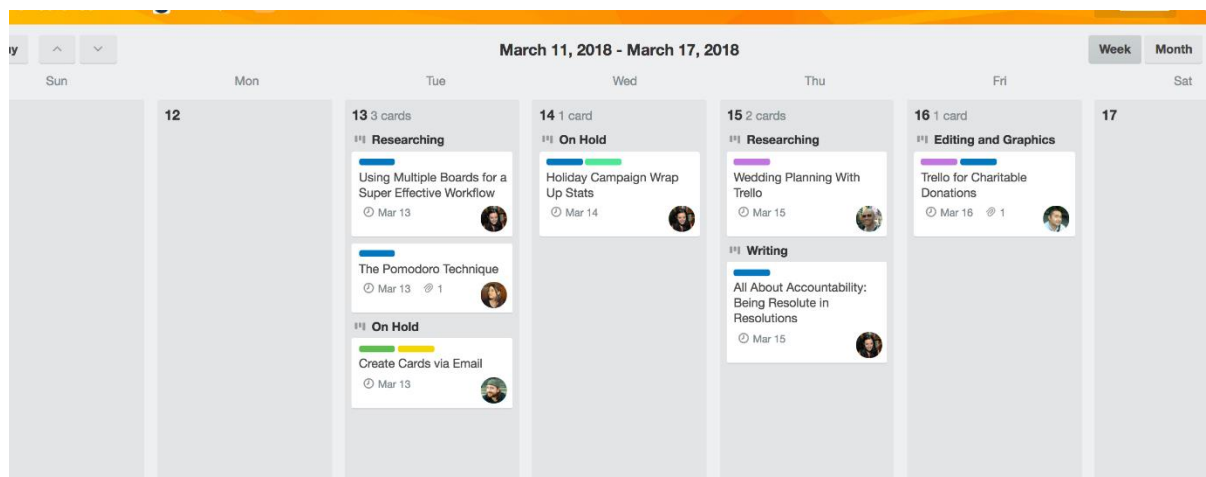 March 11, 2018 - March 17, 2018
Week Month
Sun Mon Tue Wed Thu Fri Sat
12
13 3 cards
Researching
Using Multiple Boards for a
Super Effective Workflow
Mar 13
The Pomodoro Technique
Mar 13 1
On Hold
Create Cards via Email
Mar 13
14 1 card
On Hold
Holiday Campaign Wrap
Up Stats
Mar 14
15 2 cards
Researching
Wedding Planning With
Trello
Mar 15
Writing
All About Accountability:
Being Resolute in
Resolutions
Mar 15
16 1 card
Editing and Graphics
Trello for Charitable
Donations
Mar 16 1
17